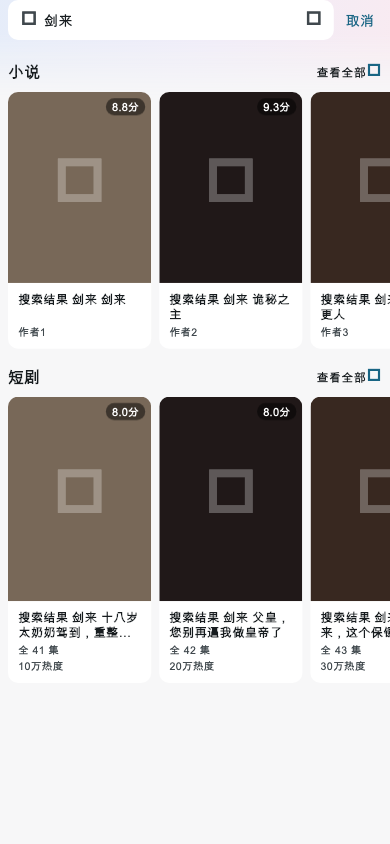 剑来
取消
小说
查看全部
8.8分
9.3分
搜索结果 剑来 剑来
作者1
搜索结果 剑来 诡秘之
主
作者2
搜索结果 剑
更人
作者3
短剧
查看全部
8.0分
8.0分
搜索结果 剑来 十八岁
太奶奶驾到，重整...
全 41 集
10万热度
搜索结果 剑来 父皇，
您别再逼我做皇帝了
全 42 集
20万热度
搜索结果 剑
来，这个保
全 43 集
30万热度